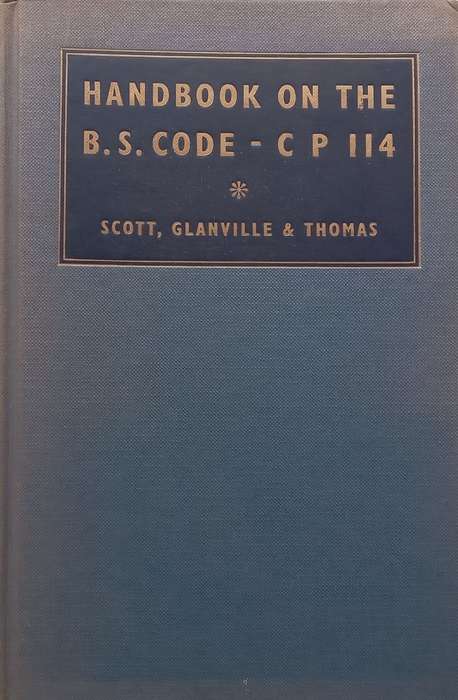 HANDBOOK ON THE
B. S. CODE - C P 114
SCOTT, GLANVILLE & THOMAS